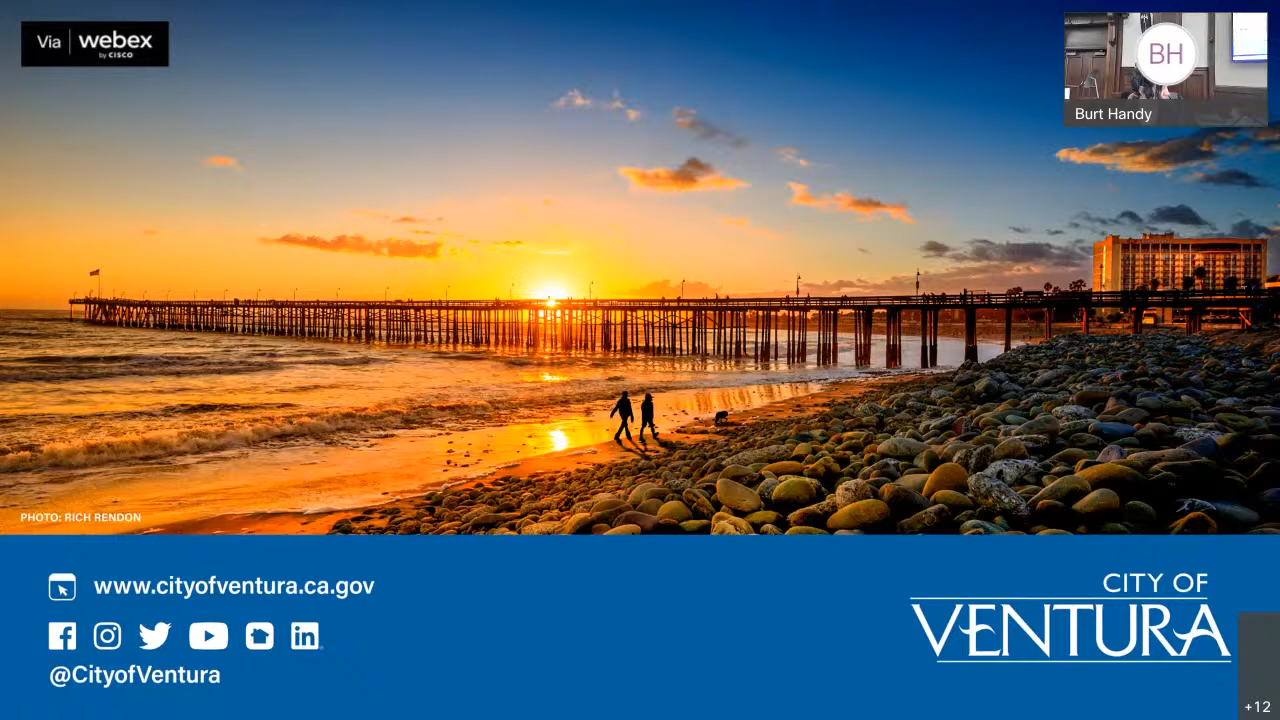 Via webex
by CISCO
BH
Burt Handy
PHOTO: RICH RENDON
www.cityofventura.ca.gov
@CityofVentura
CITY OF
VENTURA
+12